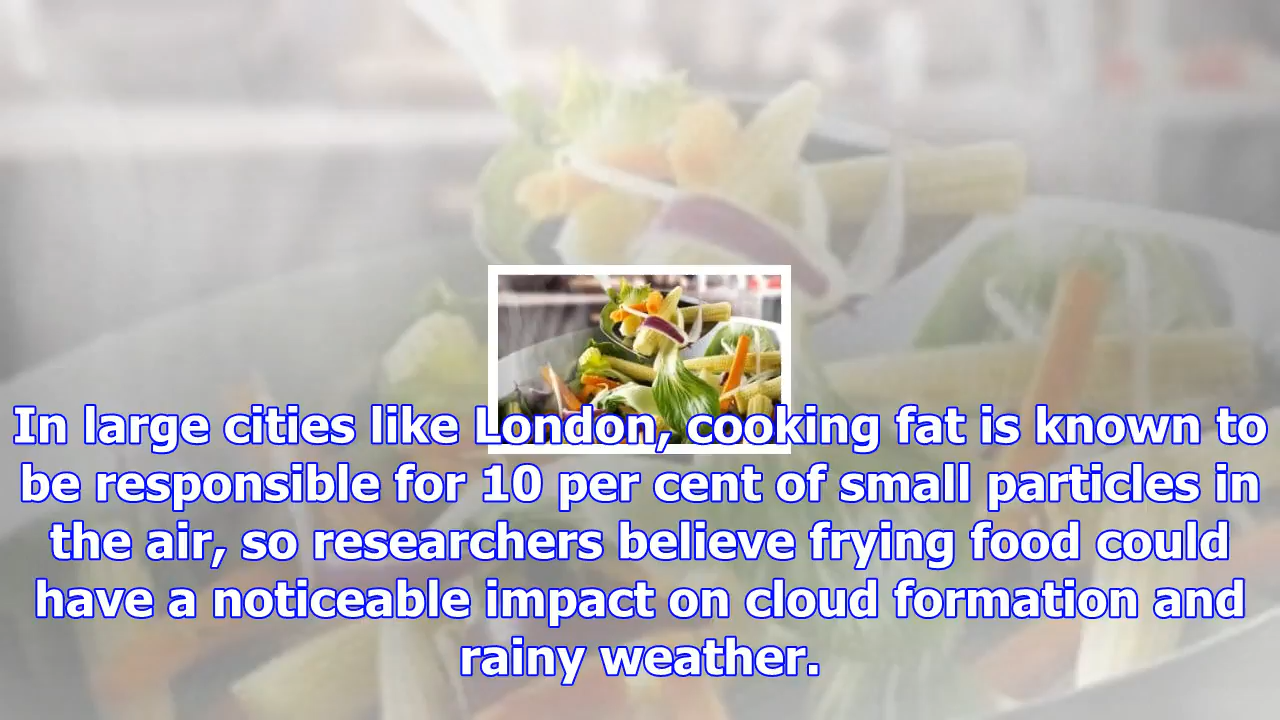 In large cities like London, cooking fat is known to
be responsible for 10 per cent of small particles in
the air, so researchers believe frying food could
have a noticeable impact on cloud formation and
rainy weather.